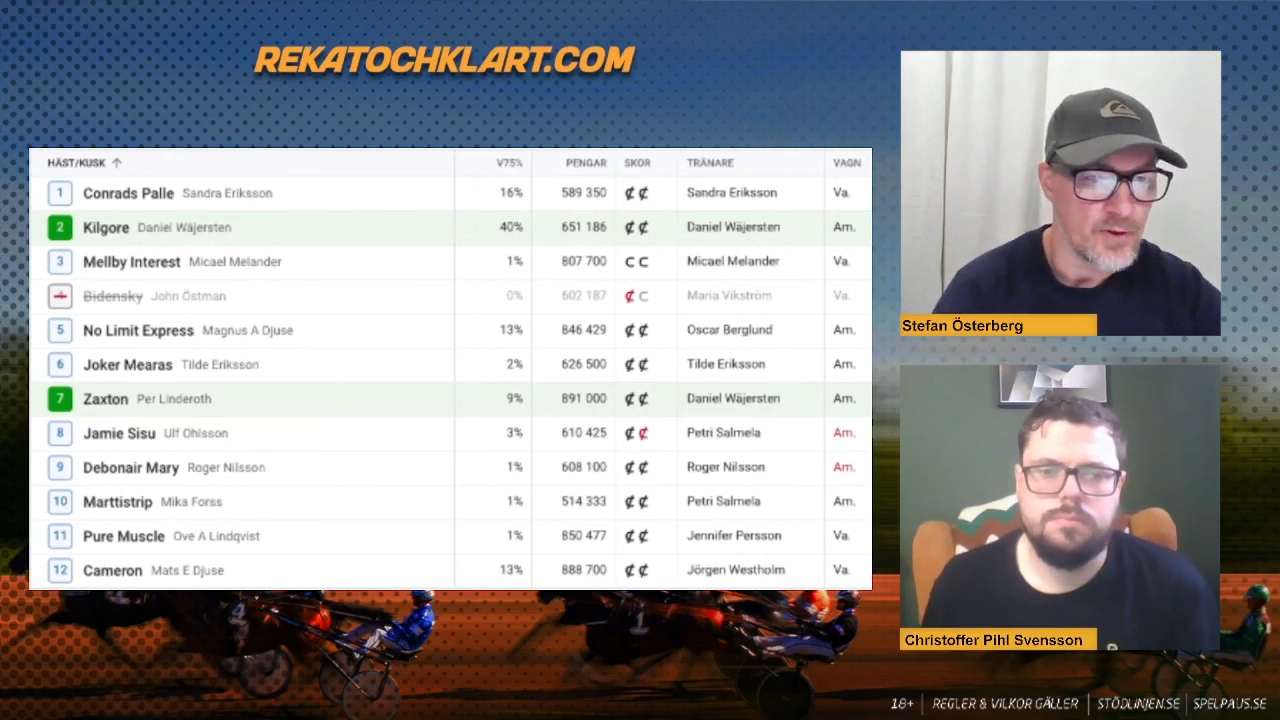 REKATOCHKLART.COM
HÄST/KUSK ↑ V75% PENGAR SKOR TRÄNARE VAGN
1 Conrads Palle Sandra Eriksson 16% 589 350 ₵ ₵ Sandra Eriksson Va.
2 Kilgore Daniel Wäjersten 40% 651 186 ₵ ₵ Daniel Wäjersten Am.
3 Mellby Interest Micael Melander 1% 807 700 C C Micael Melander Va.
4 Bidensky John Östman 0% 602 187 ₵ C Maria Vikström Va.
5 No Limit Express Magnus A Djuse 13% 846 429 ₵ ₵ Oscar Berglund Am.
6 Joker Mearas Tilde Eriksson 2% 626 500 ₵ ₵ Tilde Eriksson Am.
7 Zaxton Per Linderoth 9% 891 000 ₵ ₵ Daniel Wäjersten Am.
8 Jamie Sisu Ulf Ohlsson 3% 610 425 ₵ ₵ Petri Salmela Am.
9 Debonair Mary Roger Nilsson 1% 608 100 ₵ ₵ Roger Nilsson Am.
10 Marttistrip Mika Forss 1% 514 333 ₵ ₵ Petri Salmela Am.
11 Pure Muscle Ove A Lindqvist 1% 850 477 ₵ ₵ Jennifer Persson Va.
12 Cameron Mats E Djuse 13% 888 700 ₵ ₵ Jörgen Westholm Va.
Stefan Österberg
Christoffer Pihl Svensson
4
1
18+ | REGLER & VILKOR GÄLLER | STÖDLINJEN.SE | SPELPAUS.SE